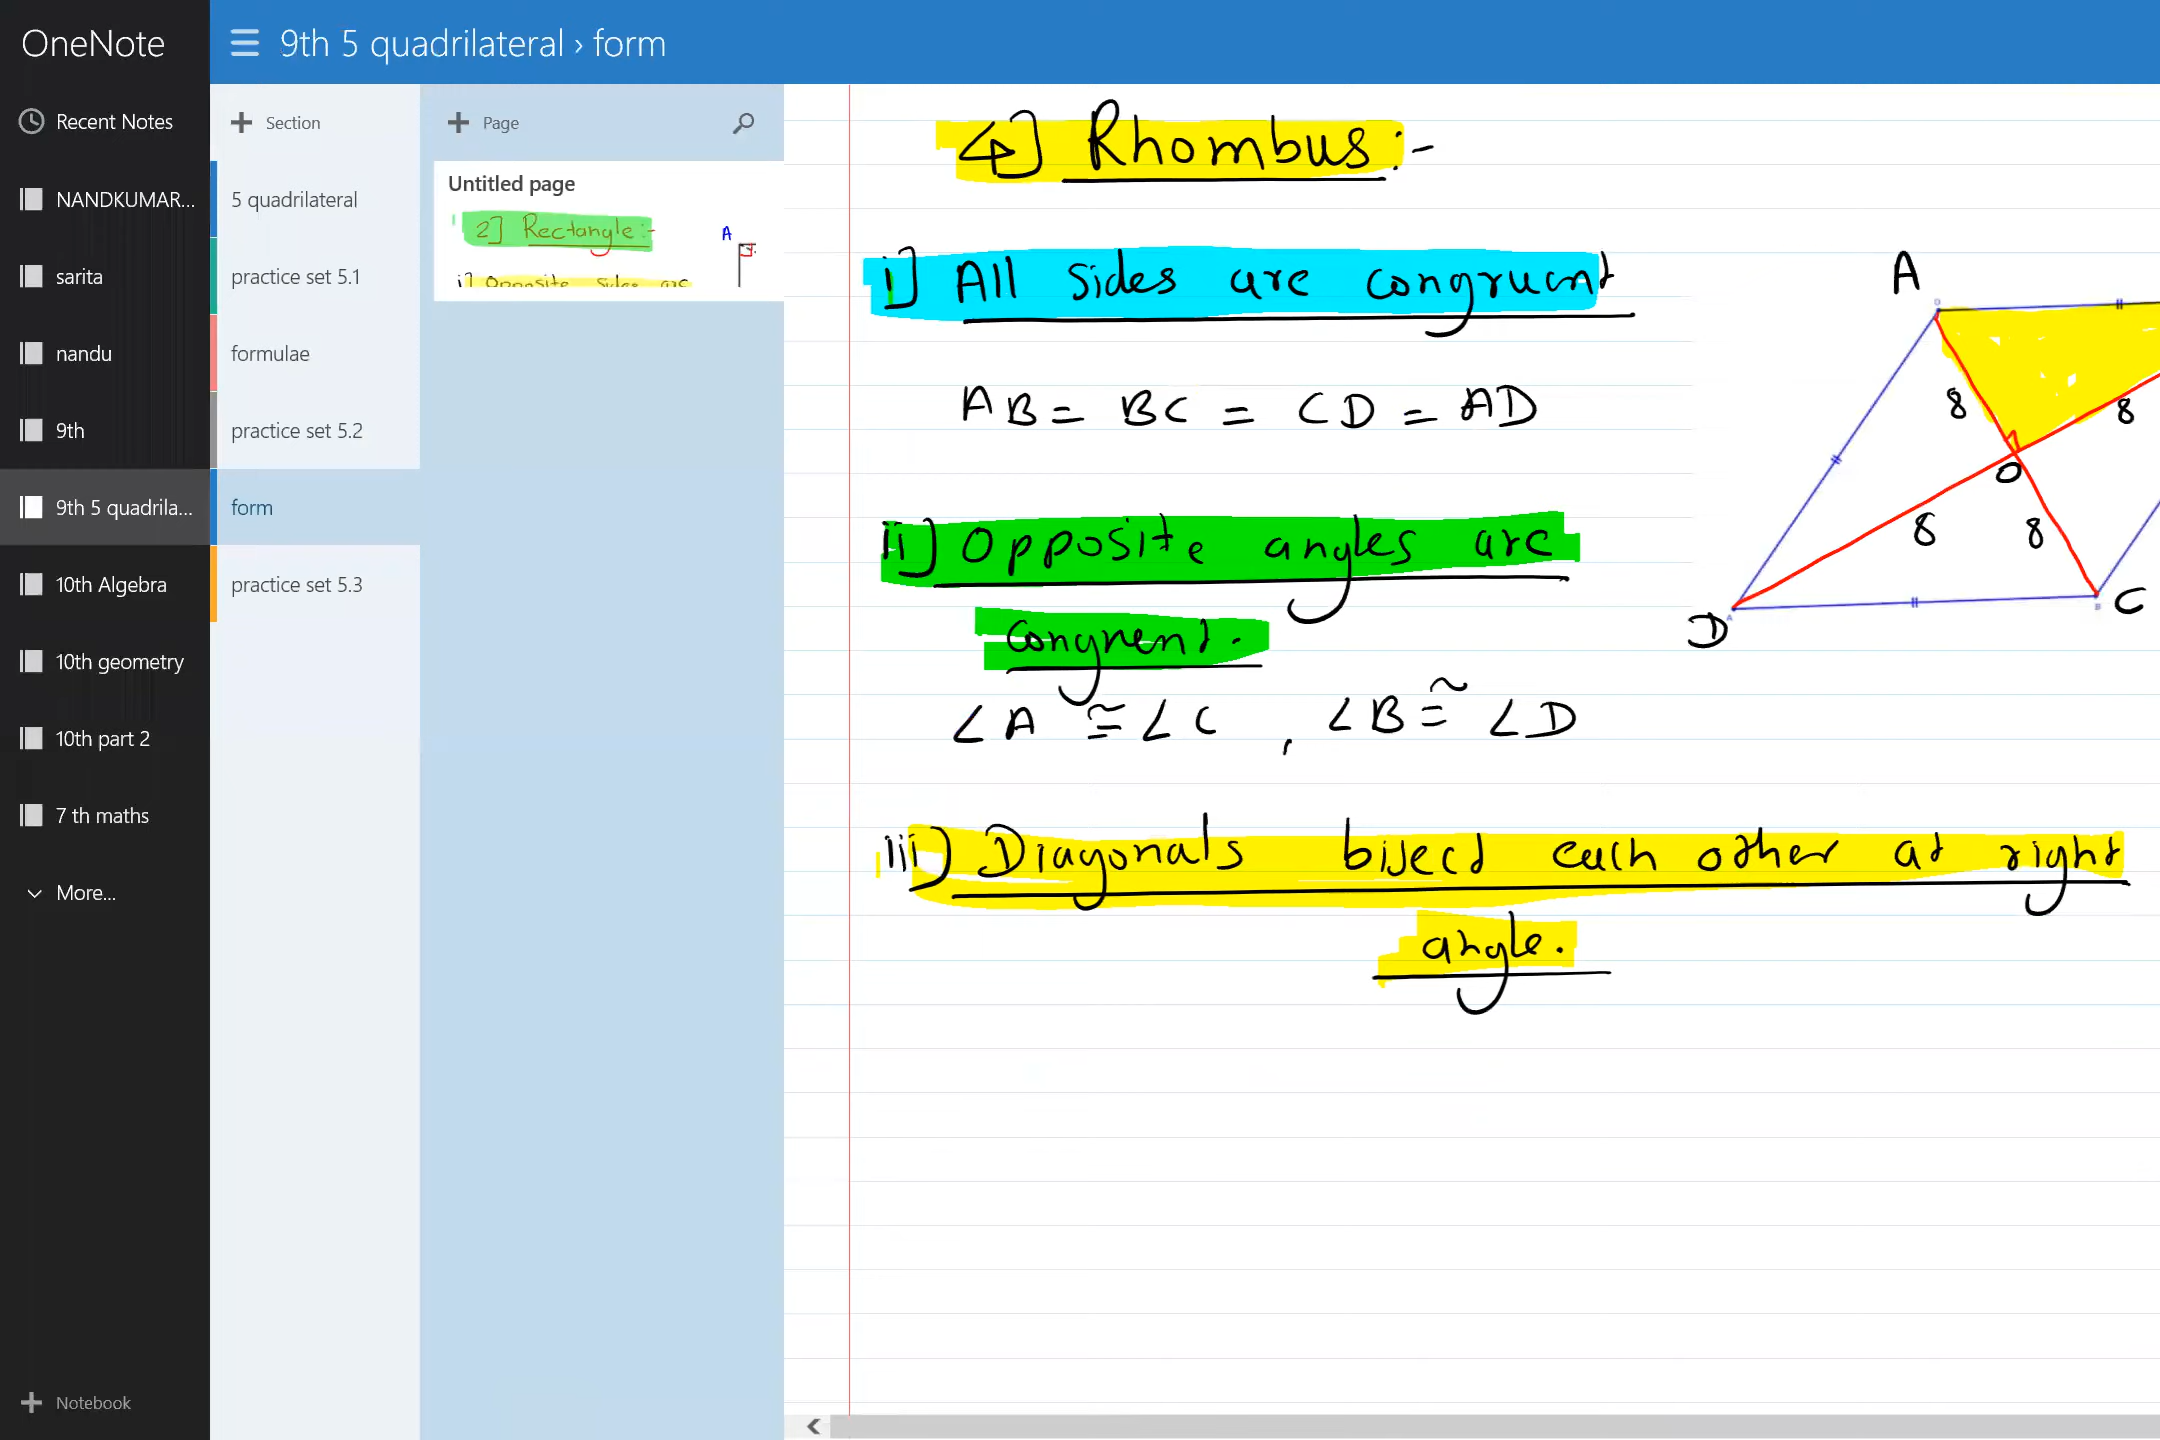 OneNote
9th 5 quadrilateral › form
Recent Notes
NANDKUMAR...
sarita
nandu
9th
9th 5 quadrila...
10th Algebra
10th geometry
10th part 2
7 th maths
More...
Notebook
Section
5 quadrilateral
practice set 5.1
formulae
practice set 5.2
form
practice set 5.3
Page
Untitled page
2] Rectangle:-
i] Opposite sides are
A
4] Rhombus:-
i] All sides are congruent
AB = BC = CD = AD
ii] Opposite angles are
congruent.
∠A ≅ ∠C , ∠B ≅ ∠D
iii) Diagonals bisect each other at right
angle.
A
8
8
O
8
8
D
C